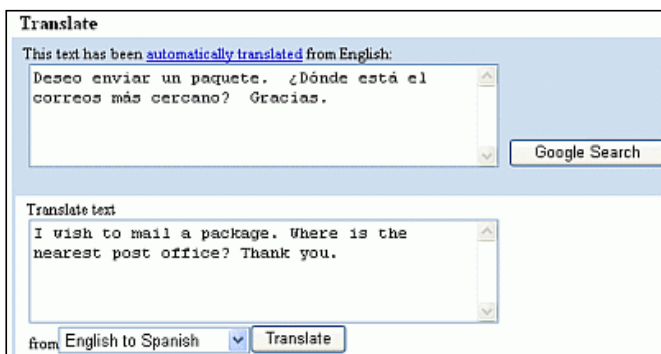 Translate
This text has been automatically translated from English:
Deseo enviar un paquete.  ¿Dónde está el
correos más cercano?  Gracias.
Google Search
Translate text
I wish to mail a package. Where is the
nearest post office? Thank you.
from English to Spanish Translate